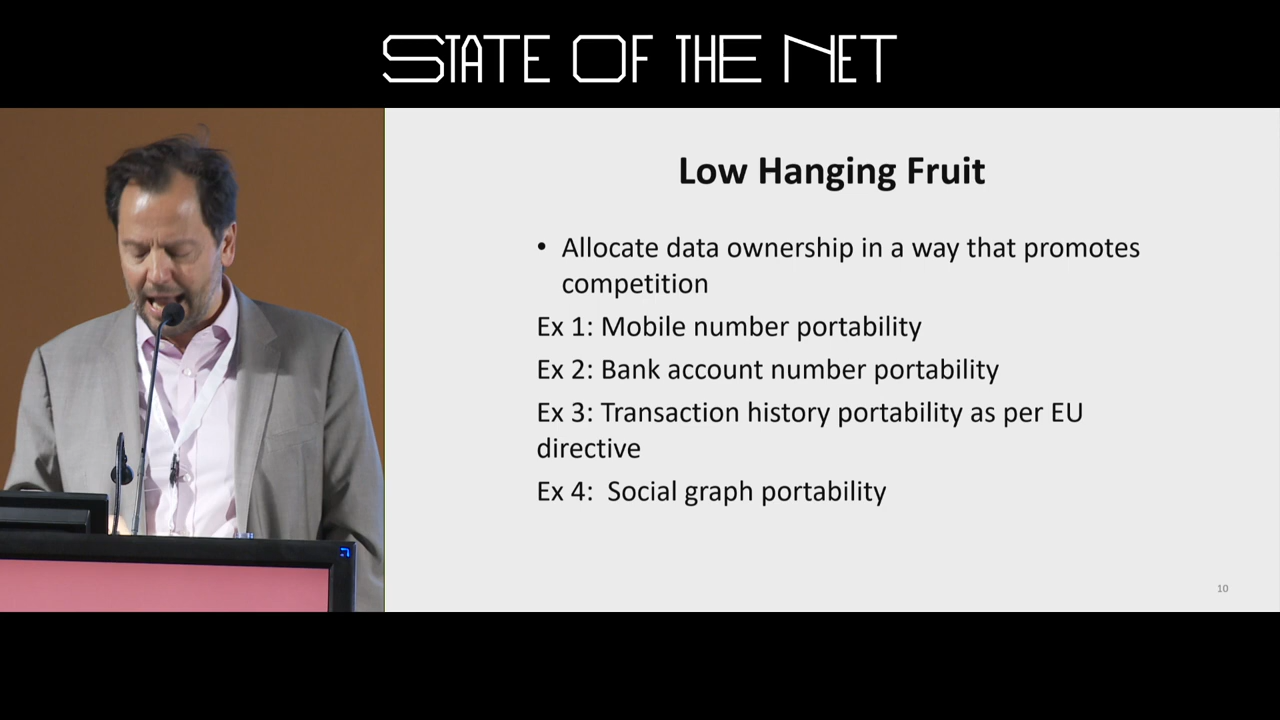 STATE OF THE NET
Low Hanging Fruit
• Allocate data ownership in a way that promotes
competition
Ex 1: Mobile number portability
Ex 2: Bank account number portability
Ex 3: Transaction history portability as per EU
directive
Ex 4:  Social graph portability
10